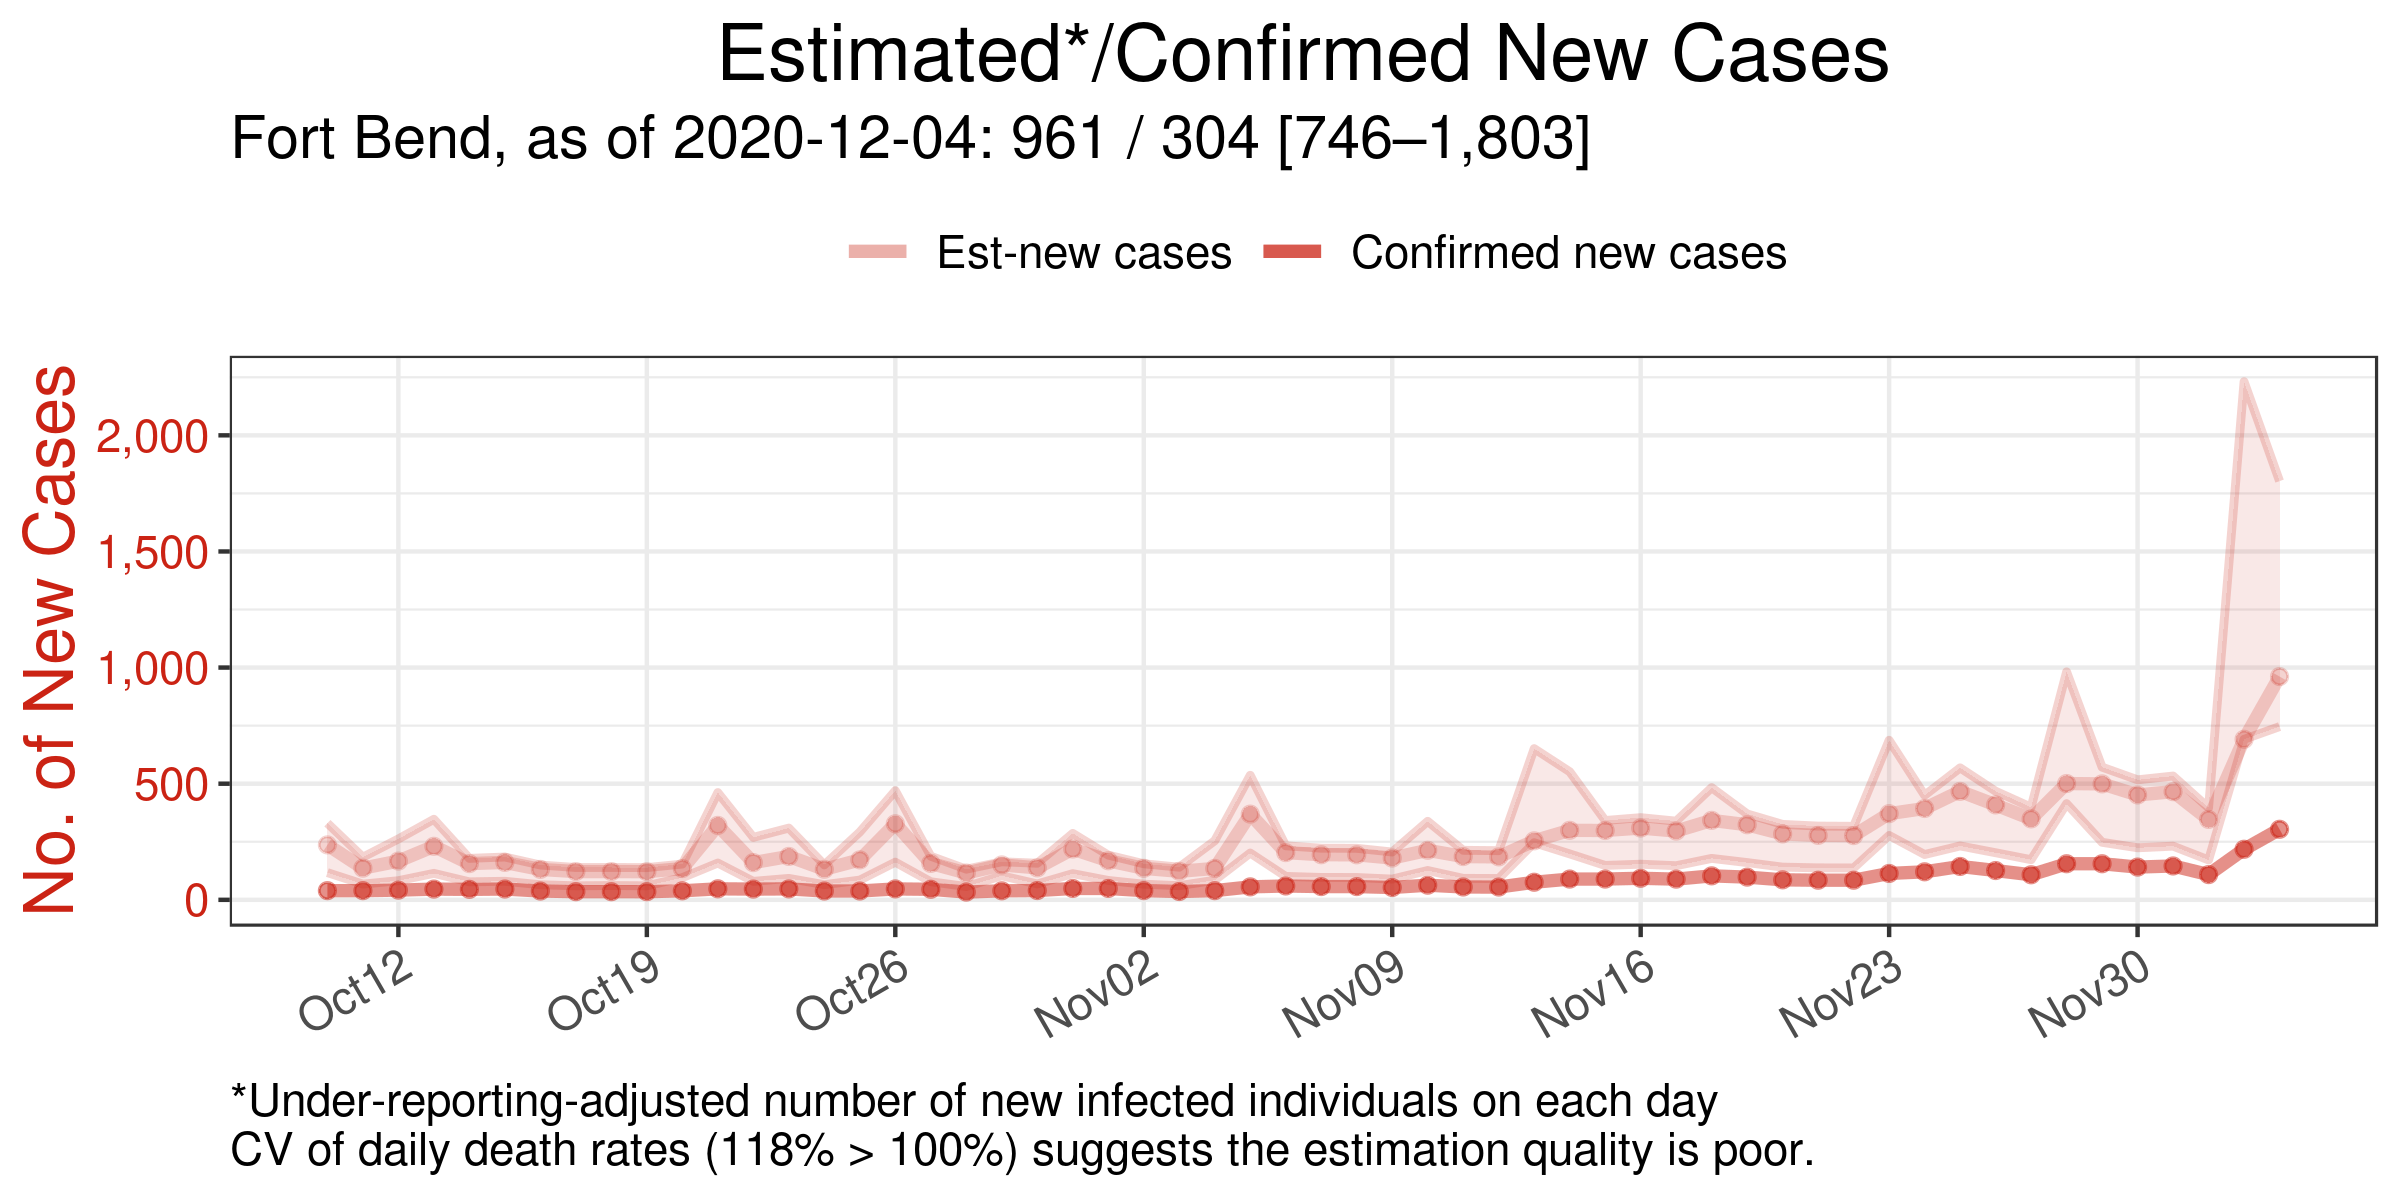 Estimated*/Confirmed New Cases
Fort Bend, as of 2020-12-04: 961 / 304 [746–1,803]
Est-new cases
Confirmed new cases
No. of New Cases
2,000
1,500
1,000
500
0
Oct12
Oct19
Oct26
Nov02
Nov09
Nov16
Nov23
Nov30
*Under-reporting-adjusted number of new infected individuals on each day
CV of daily death rates (118% > 100%) suggests the estimation quality is poor.